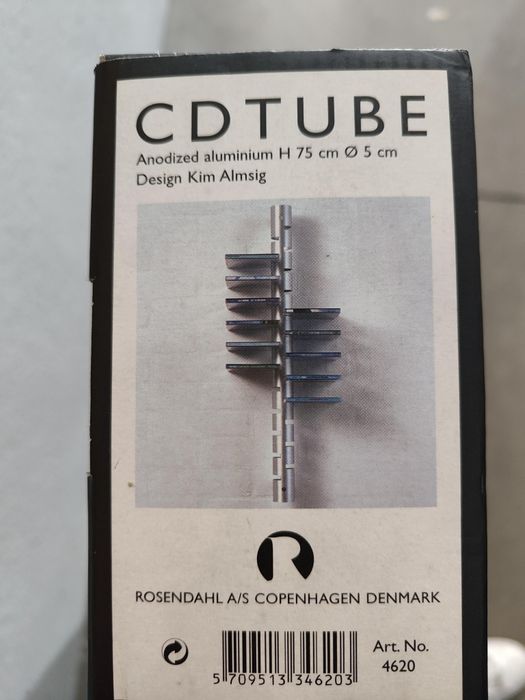 CDTUBE
Anodized aluminium H 75 cm Ø 5 cm
Design Kim Almsig
R
ROSENDAHL A/S COPENHAGEN DENMARK
Art. No.
4620
5 709513 346203